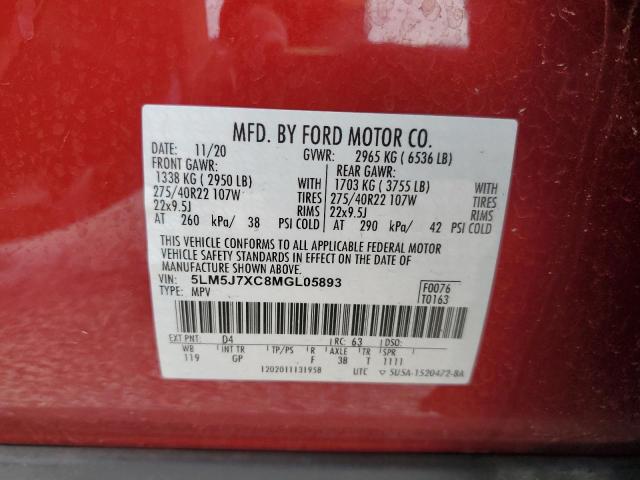 MFD. BY FORD MOTOR CO.
DATE: 11/20 GVWR: 2965 KG ( 6536 LB)
FRONT GAWR: REAR GAWR:
1338 KG ( 2950 LB) WITH 1703 KG ( 3755 LB) WITH
275/40R22 107W TIRES 275/40R22 107W TIRES
22x9.5J RIMS 22x9.5J RIMS
AT 260 kPa/ 38 PSI COLD AT 290 kPa/ 42 PSI COLD
THIS VEHICLE CONFORMS TO ALL APPLICABLE FEDERAL MOTOR
VEHICLE SAFETY STANDARDS IN EFFECT ON THE DATE OF
MANUFACTURE SHOWN ABOVE.
VIN: 5LM5J7XC8MGL05893 F0076
TYPE: MPV T0163
EXT PNT: D4 RC: 63 DSO:
WB INT TR TP/PS R AXLE TR SPR
119 GP F 38 T 1111
1202011131958 UTC ▽ 5U5A-1520472-BA